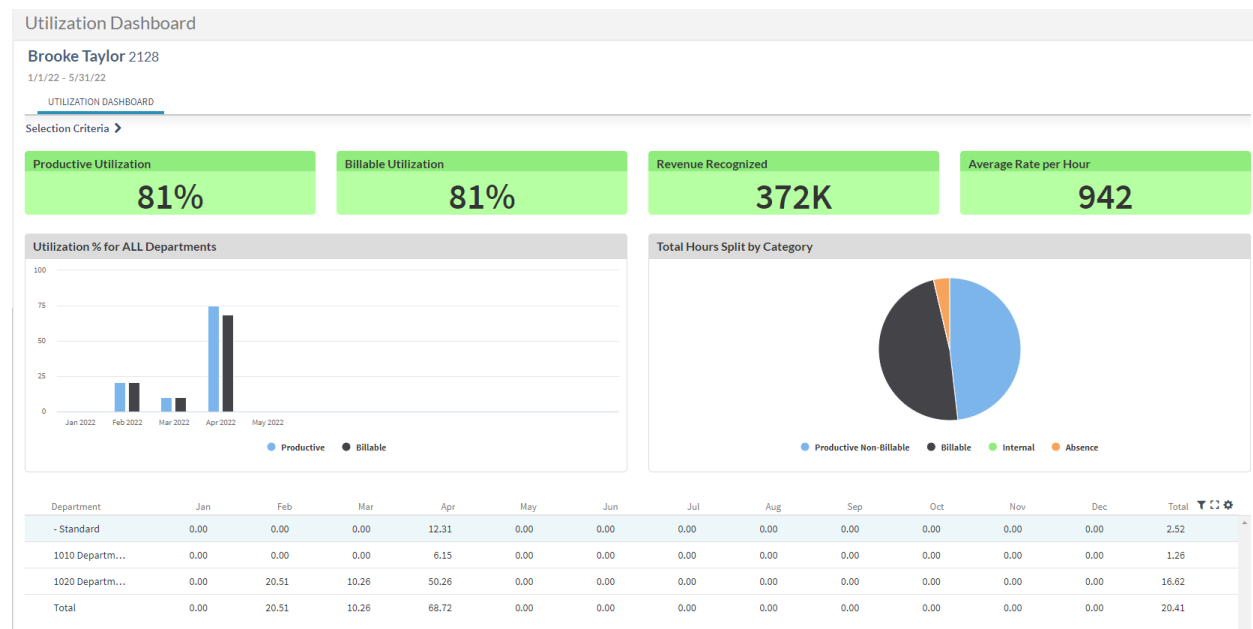 Utilization Dashboard
Brooke Taylor 2128
1/1/22 - 5/31/22
UTILIZATION DASHBOARD
Selection Criteria
Productive Utilization
81%
Billable Utilization
81%
Revenue Recognized
372K
Average Rate per Hour
942
Utilization % for ALL Departments
100
75
50
25
0
Jan 2022 Feb 2022 Mar 2022 Apr 2022 May 2022
Productive Billable
Total Hours Split by Category
Productive Non-Billable Billable Internal Absence
Department Jan Feb Mar Apr May Jun Jul Aug Sep Oct Nov Dec Total
- Standard 0.00 0.00 0.00 12.31 0.00 0.00 0.00 0.00 0.00 0.00 0.00 0.00 2.52
1010 Departm... 0.00 0.00 0.00 6.15 0.00 0.00 0.00 0.00 0.00 0.00 0.00 0.00 1.26
1020 Departm... 0.00 20.51 10.26 50.26 0.00 0.00 0.00 0.00 0.00 0.00 0.00 0.00 16.62
Total 0.00 20.51 10.26 68.72 0.00 0.00 0.00 0.00 0.00 0.00 0.00 0.00 20.41